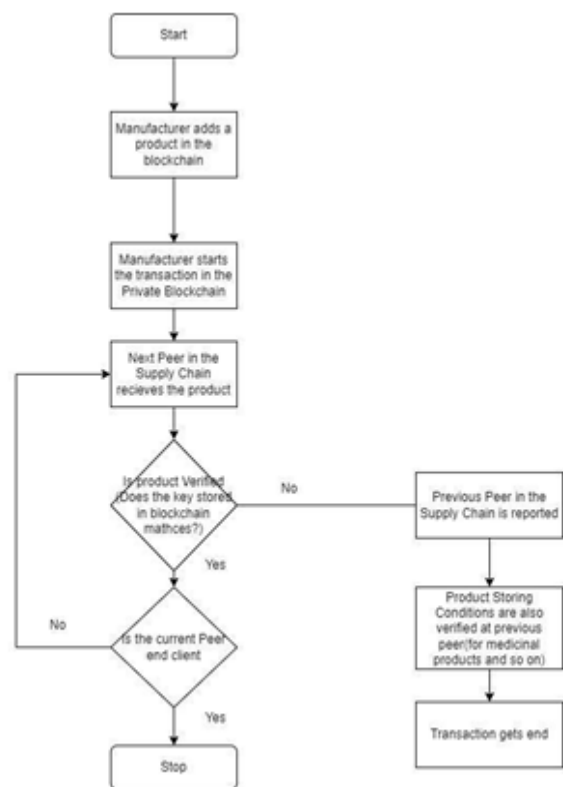 Start
Manufacturer adds a
product in the
blockchain
Manufacturer starts
the transaction in the
Private Blockchain
Next Peer in the
Supply Chain
recieves the product
Is product Verified
(Does the key stored
in blockchain
mathces?)
No
Previous Peer in the
Supply Chain is reported
Yes
Product Storing
Conditions are also
verified at previous
peer(for medicinal
products and so on)
No
Is the current Peer
end client
Yes
Transaction gets end
Stop